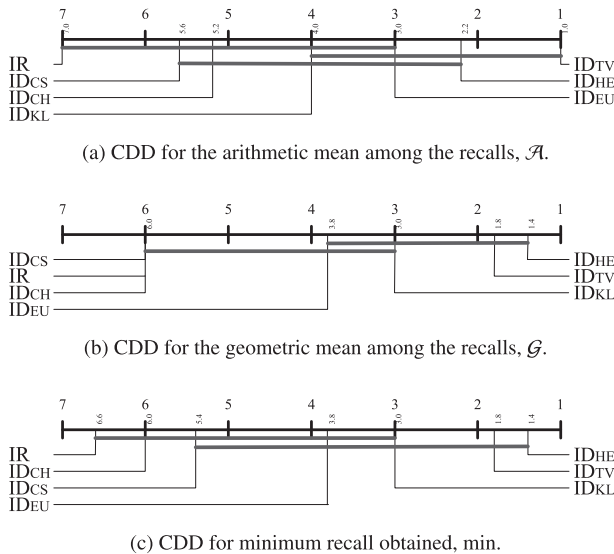 7 6 5 4 3 2 1
7.0 5.6 5.2 4.0 3.0 2.2 1.0
IR IDTV
IDCS IDHE
IDCH IDEU
IDKL
(a) CDD for the arithmetic mean among the recalls, 𝒜.
7 6 5 4 3 2 1
6.0 3.8 3.0 1.8 1.4
IDCS IDHE
IR IDTV
IDCH IDKL
IDEU
(b) CDD for the geometric mean among the recalls, 𝒢.
7 6 5 4 3 2 1
6.6 6.0 5.4 3.8 3.0 1.8 1.4
IR IDHE
IDCH IDTV
IDCS IDKL
IDEU
(c) CDD for minimum recall obtained, min.